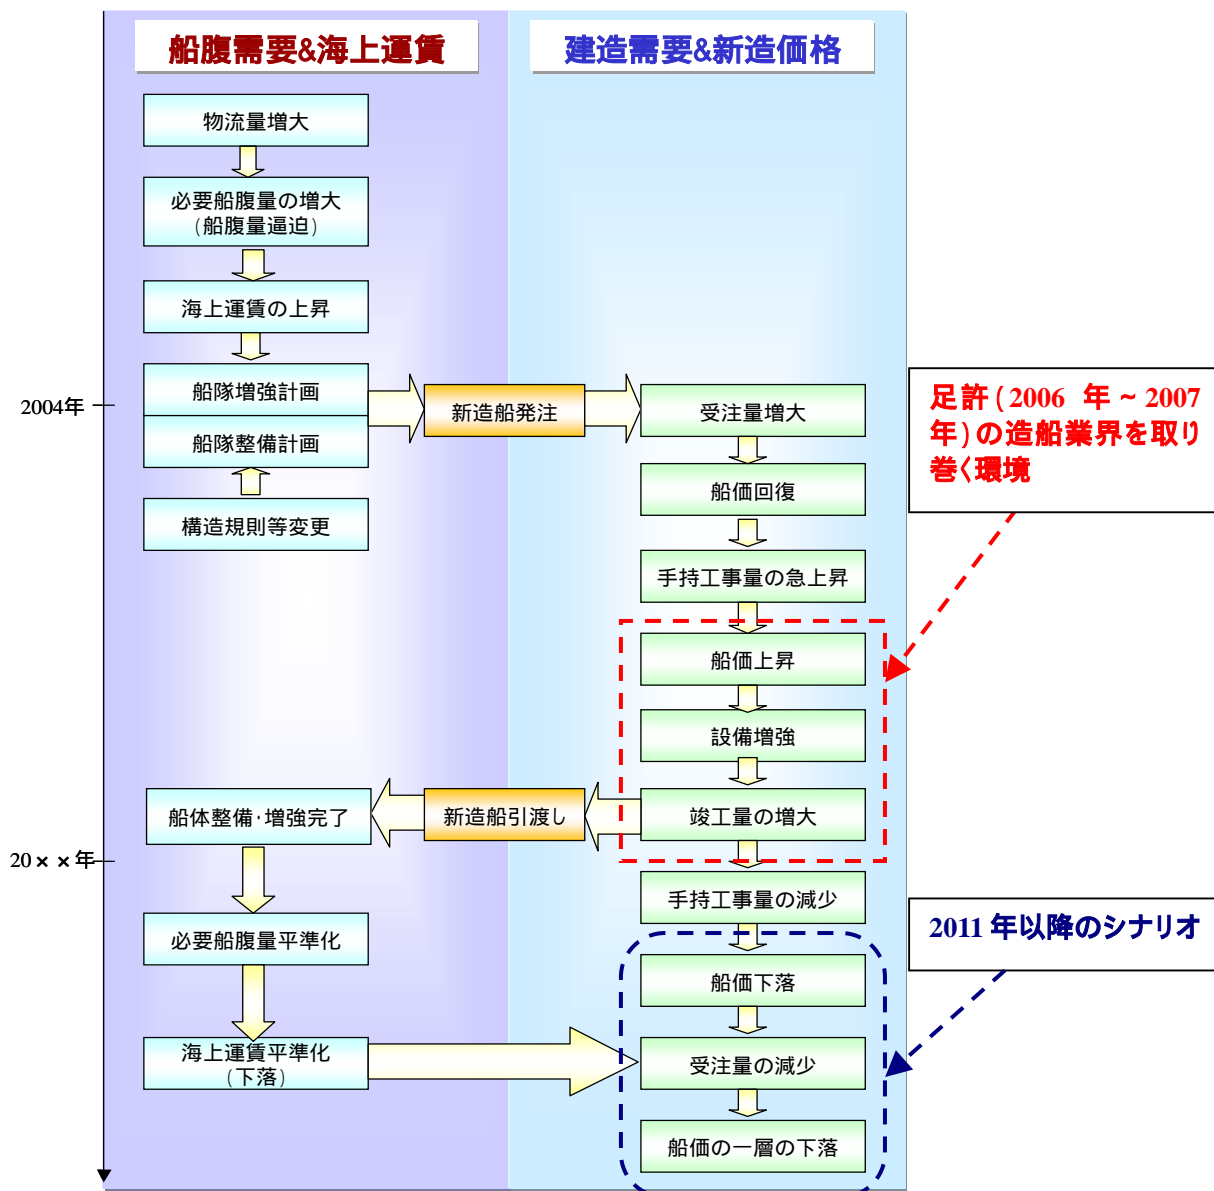 船腹需要&海上運賃
建造需要&新造価格
物流量増大
必要船腹量の増大
(船腹量逼迫)
海上運賃の上昇
2004年
船隊増強計画
船隊整備計画
構造規則等変更
新造船発注
受注量増大
船価回復
手持工事量の急上昇
船価上昇
設備増強
竣工量の増大
新造船引渡し
船体整備・増強完了
20××年
必要船腹量平準化
海上運賃平準化
(下落)
手持工事量の減少
船価下落
受注量の減少
船価の一層の下落
足許(2006 年~2007
年)の造船業界を取り
巻く環境
2011 年以降のシナリオ